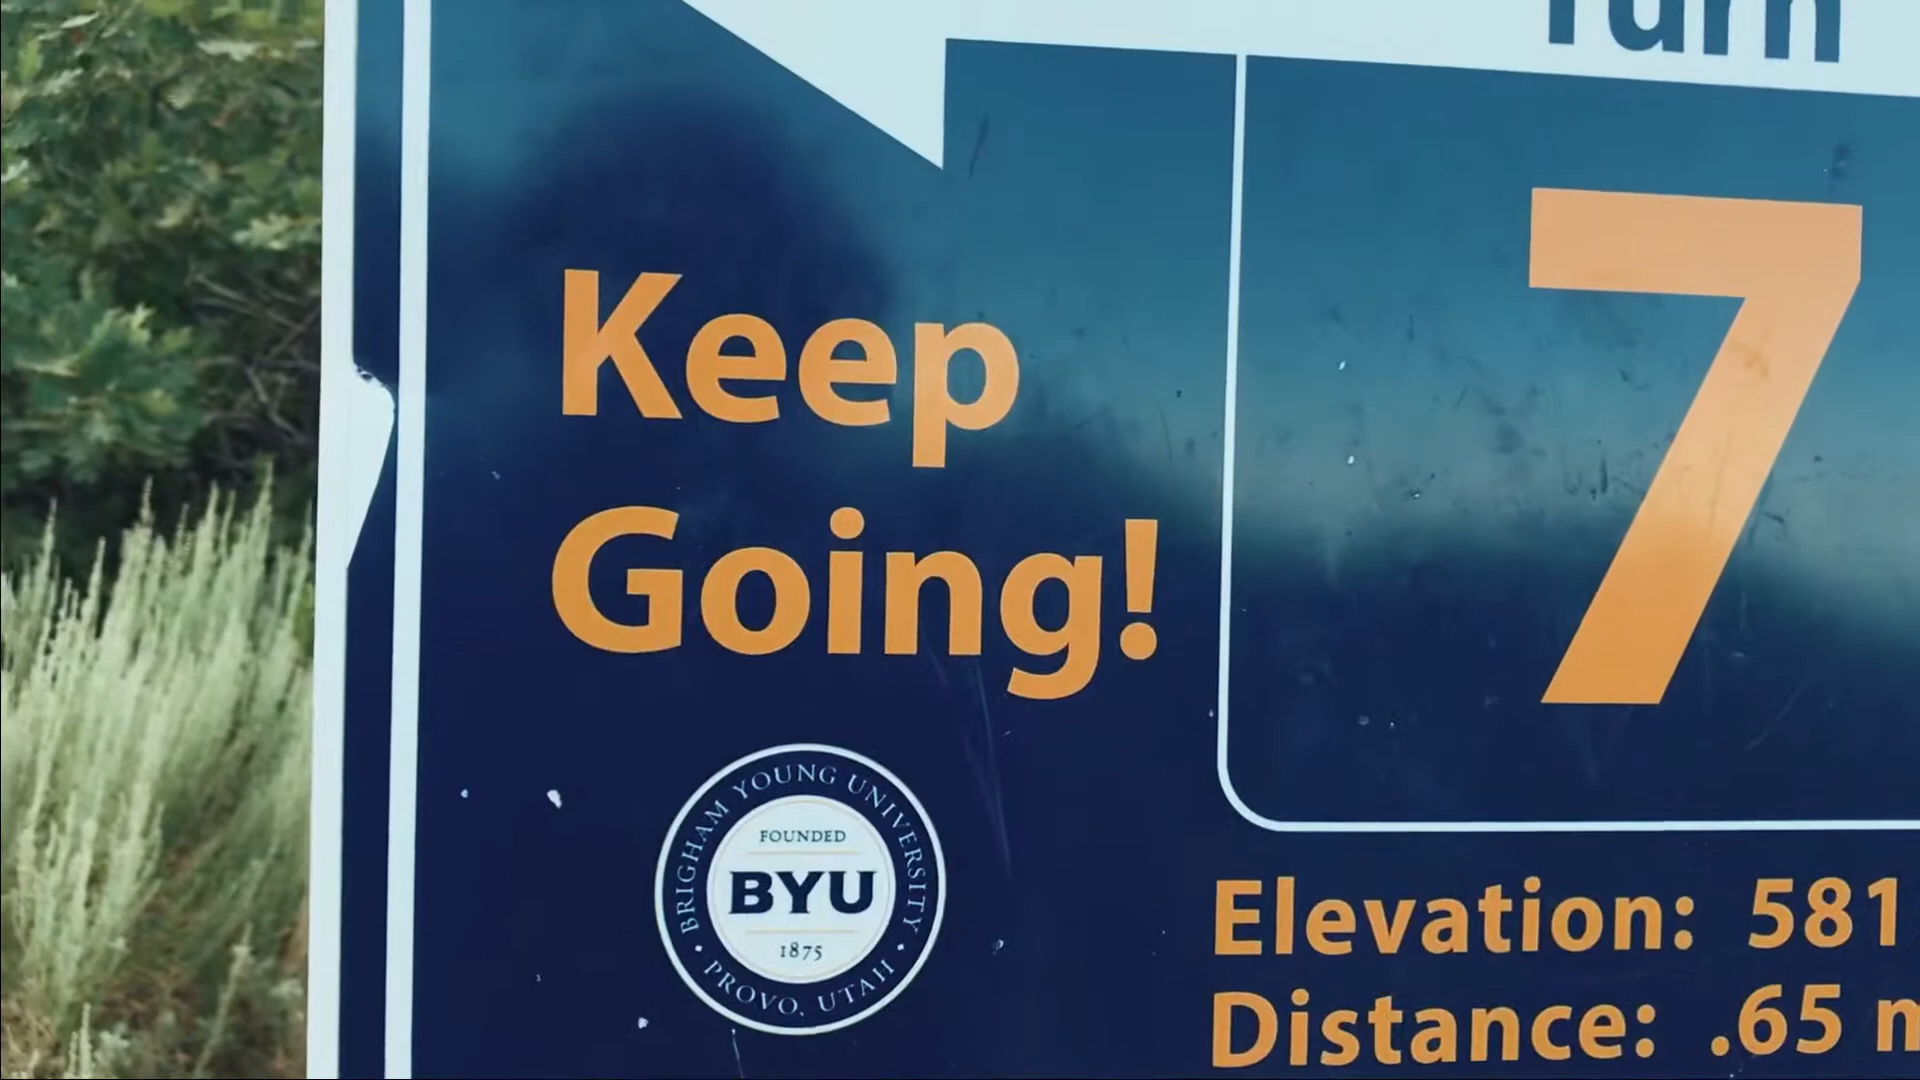 Turn
7
Keep
Going!
BRIGHAM YOUNG UNIVERSITY
FOUNDED
BYU
1875
• PROVO, UTAH •
Elevation: 581
Distance: .65 m